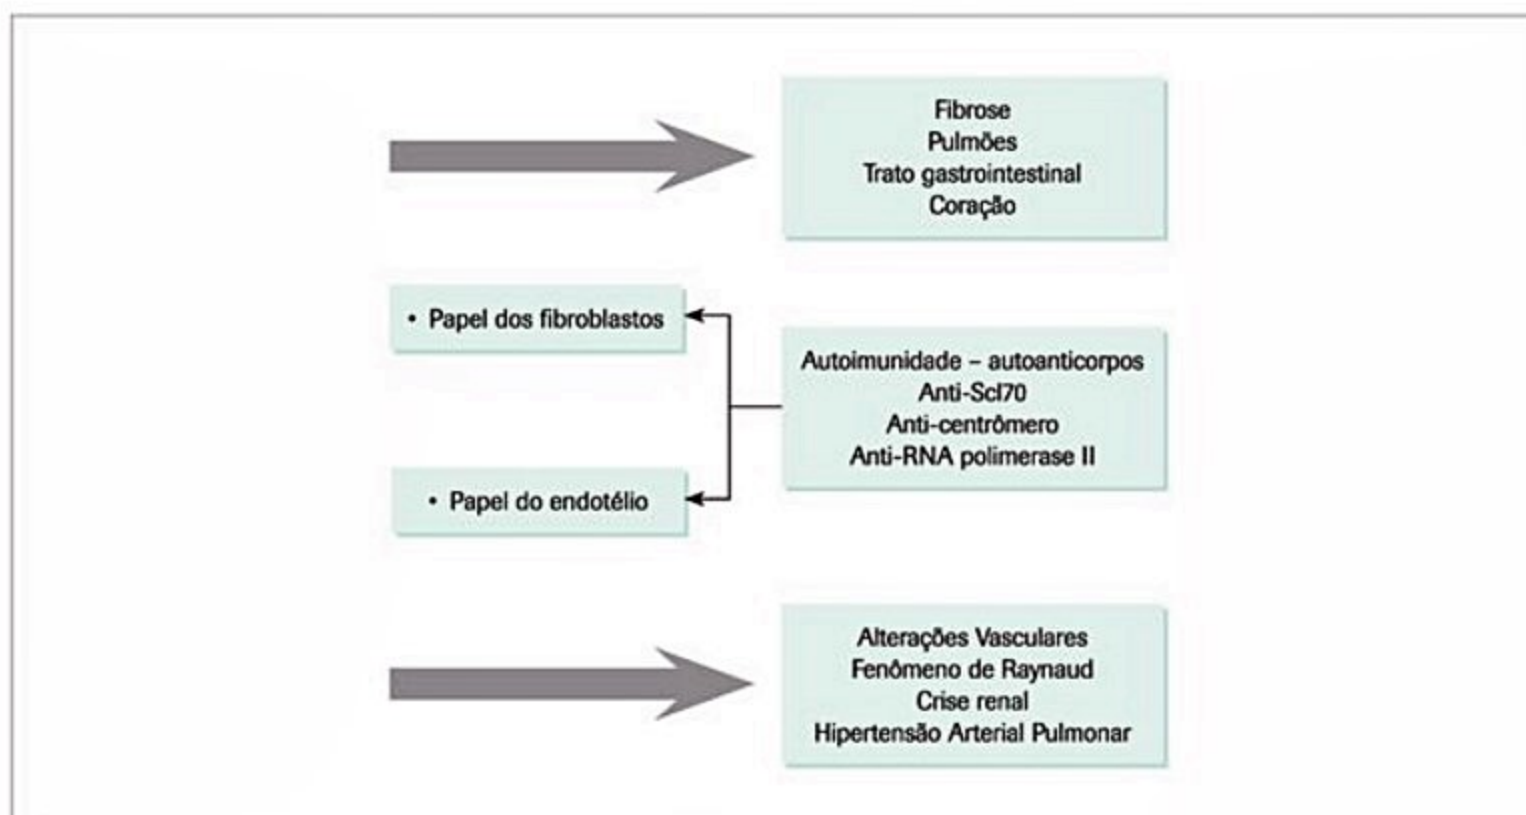 Fibrose
Pulmões
Trato gastrointestinal
Coração
• Papel dos fibroblastos
Autoimunidade – autoanticorpos
Anti-Scl70
Anti-centrômero
Anti-RNA polimerase II
• Papel do endotélio
Alterações Vasculares
Fenômeno de Raynaud
Crise renal
Hipertensão Arterial Pulmonar